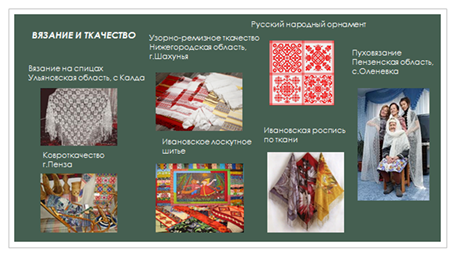 ВЯЗАНИЕ И ТКАЧЕСТВО
Вязание на спицах
Ульяновская область, с Калда
Ковроткачество
г.Пенза
Узорно-ремизное ткачество
Нижегородская область,
г.Шахунья
Ивановское лоскутное
шитье
Русский народный орнамент
Ивановская роспись
по ткани
Пуховязание
Пензенская область,
с.Оленевка